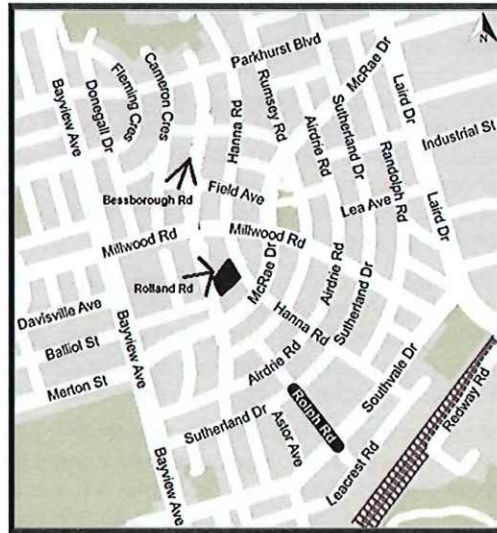 N
Parkhurst Blvd
McRae Dr
Laird Dr
Bayview Ave
Donegall Dr
Fleming Cres
Cameron Cres
Hanna Rd
Rumsey Rd
Airdrie Rd
Sutherland Dr
Randolph Rd
Industrial St
Bessborough Rd
Field Ave
Lea Ave
Laird Dr
Millwood Rd
Millwood Rd
Rolland Rd
McRae Dr
Airdrie Rd
Sutherland Dr
Davisville Ave
Balliol St
Merton St
Bayview Ave
Hanna Rd
Southvale Dr
Redway Rd
Airdrie Rd
Rolph Rd
Sutherland Dr
Astor Ave
Leacrest Rd
Bayview Ave